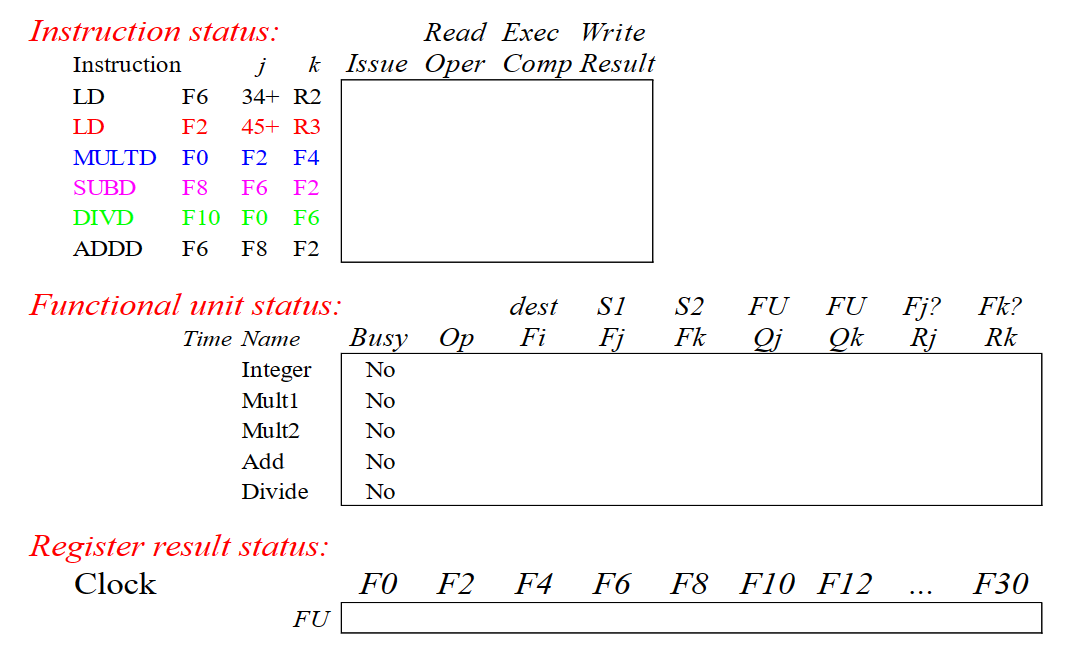 Instruction status: Read Exec Write
Instruction j k Issue Oper Comp Result
LD F6 34+ R2
LD F2 45+ R3
MULTD F0 F2 F4
SUBD F8 F6 F2
DIVD F10 F0 F6
ADDD F6 F8 F2
Functional unit status: dest S1 S2 FU FU Fj? Fk?
Time Name Busy Op Fi Fj Fk Qj Qk Rj Rk
Integer No
Mult1 No
Mult2 No
Add No
Divide No
Register result status:
Clock F0 F2 F4 F6 F8 F10 F12 ... F30
FU